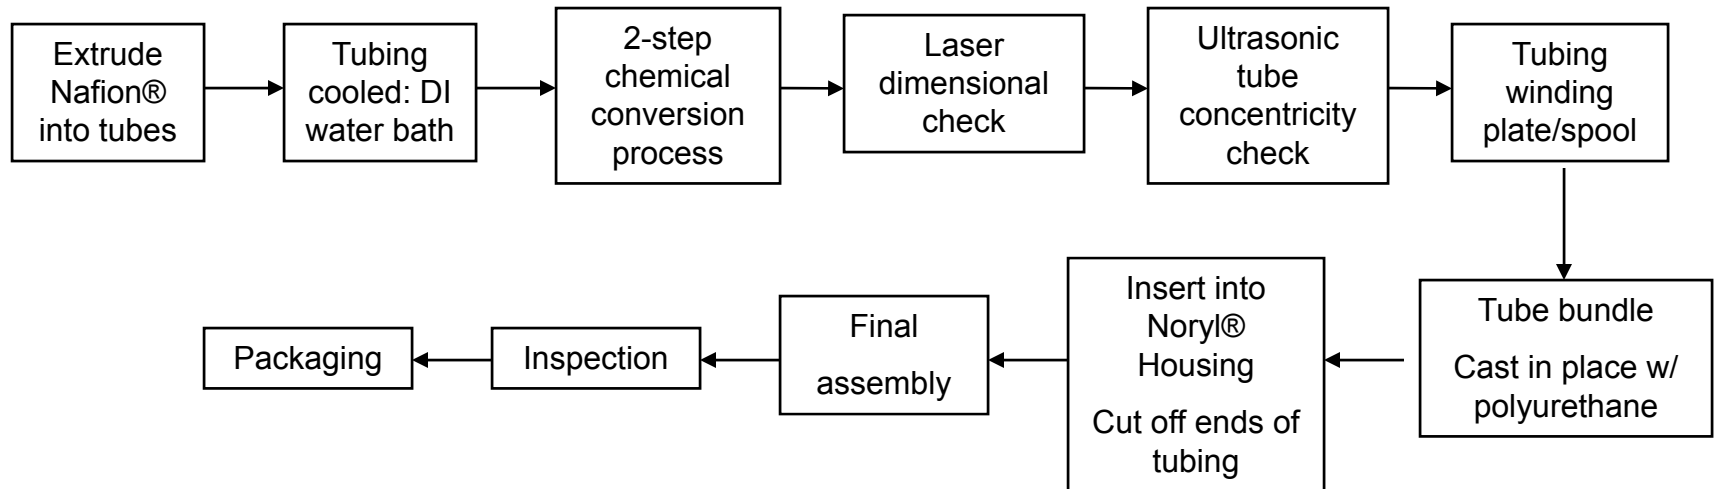 Extrude
Nafion®
into tubes
Tubing
cooled: DI
water bath
2-step
chemical
conversion
process
Laser
dimensional
check
Ultrasonic
tube
concentricity
check
Tubing
winding
plate/spool
Tube bundle
Cast in place w/
polyurethane
Insert into
Noryl®
Housing
Cut off ends of
tubing
Final
assembly
Inspection
Packaging